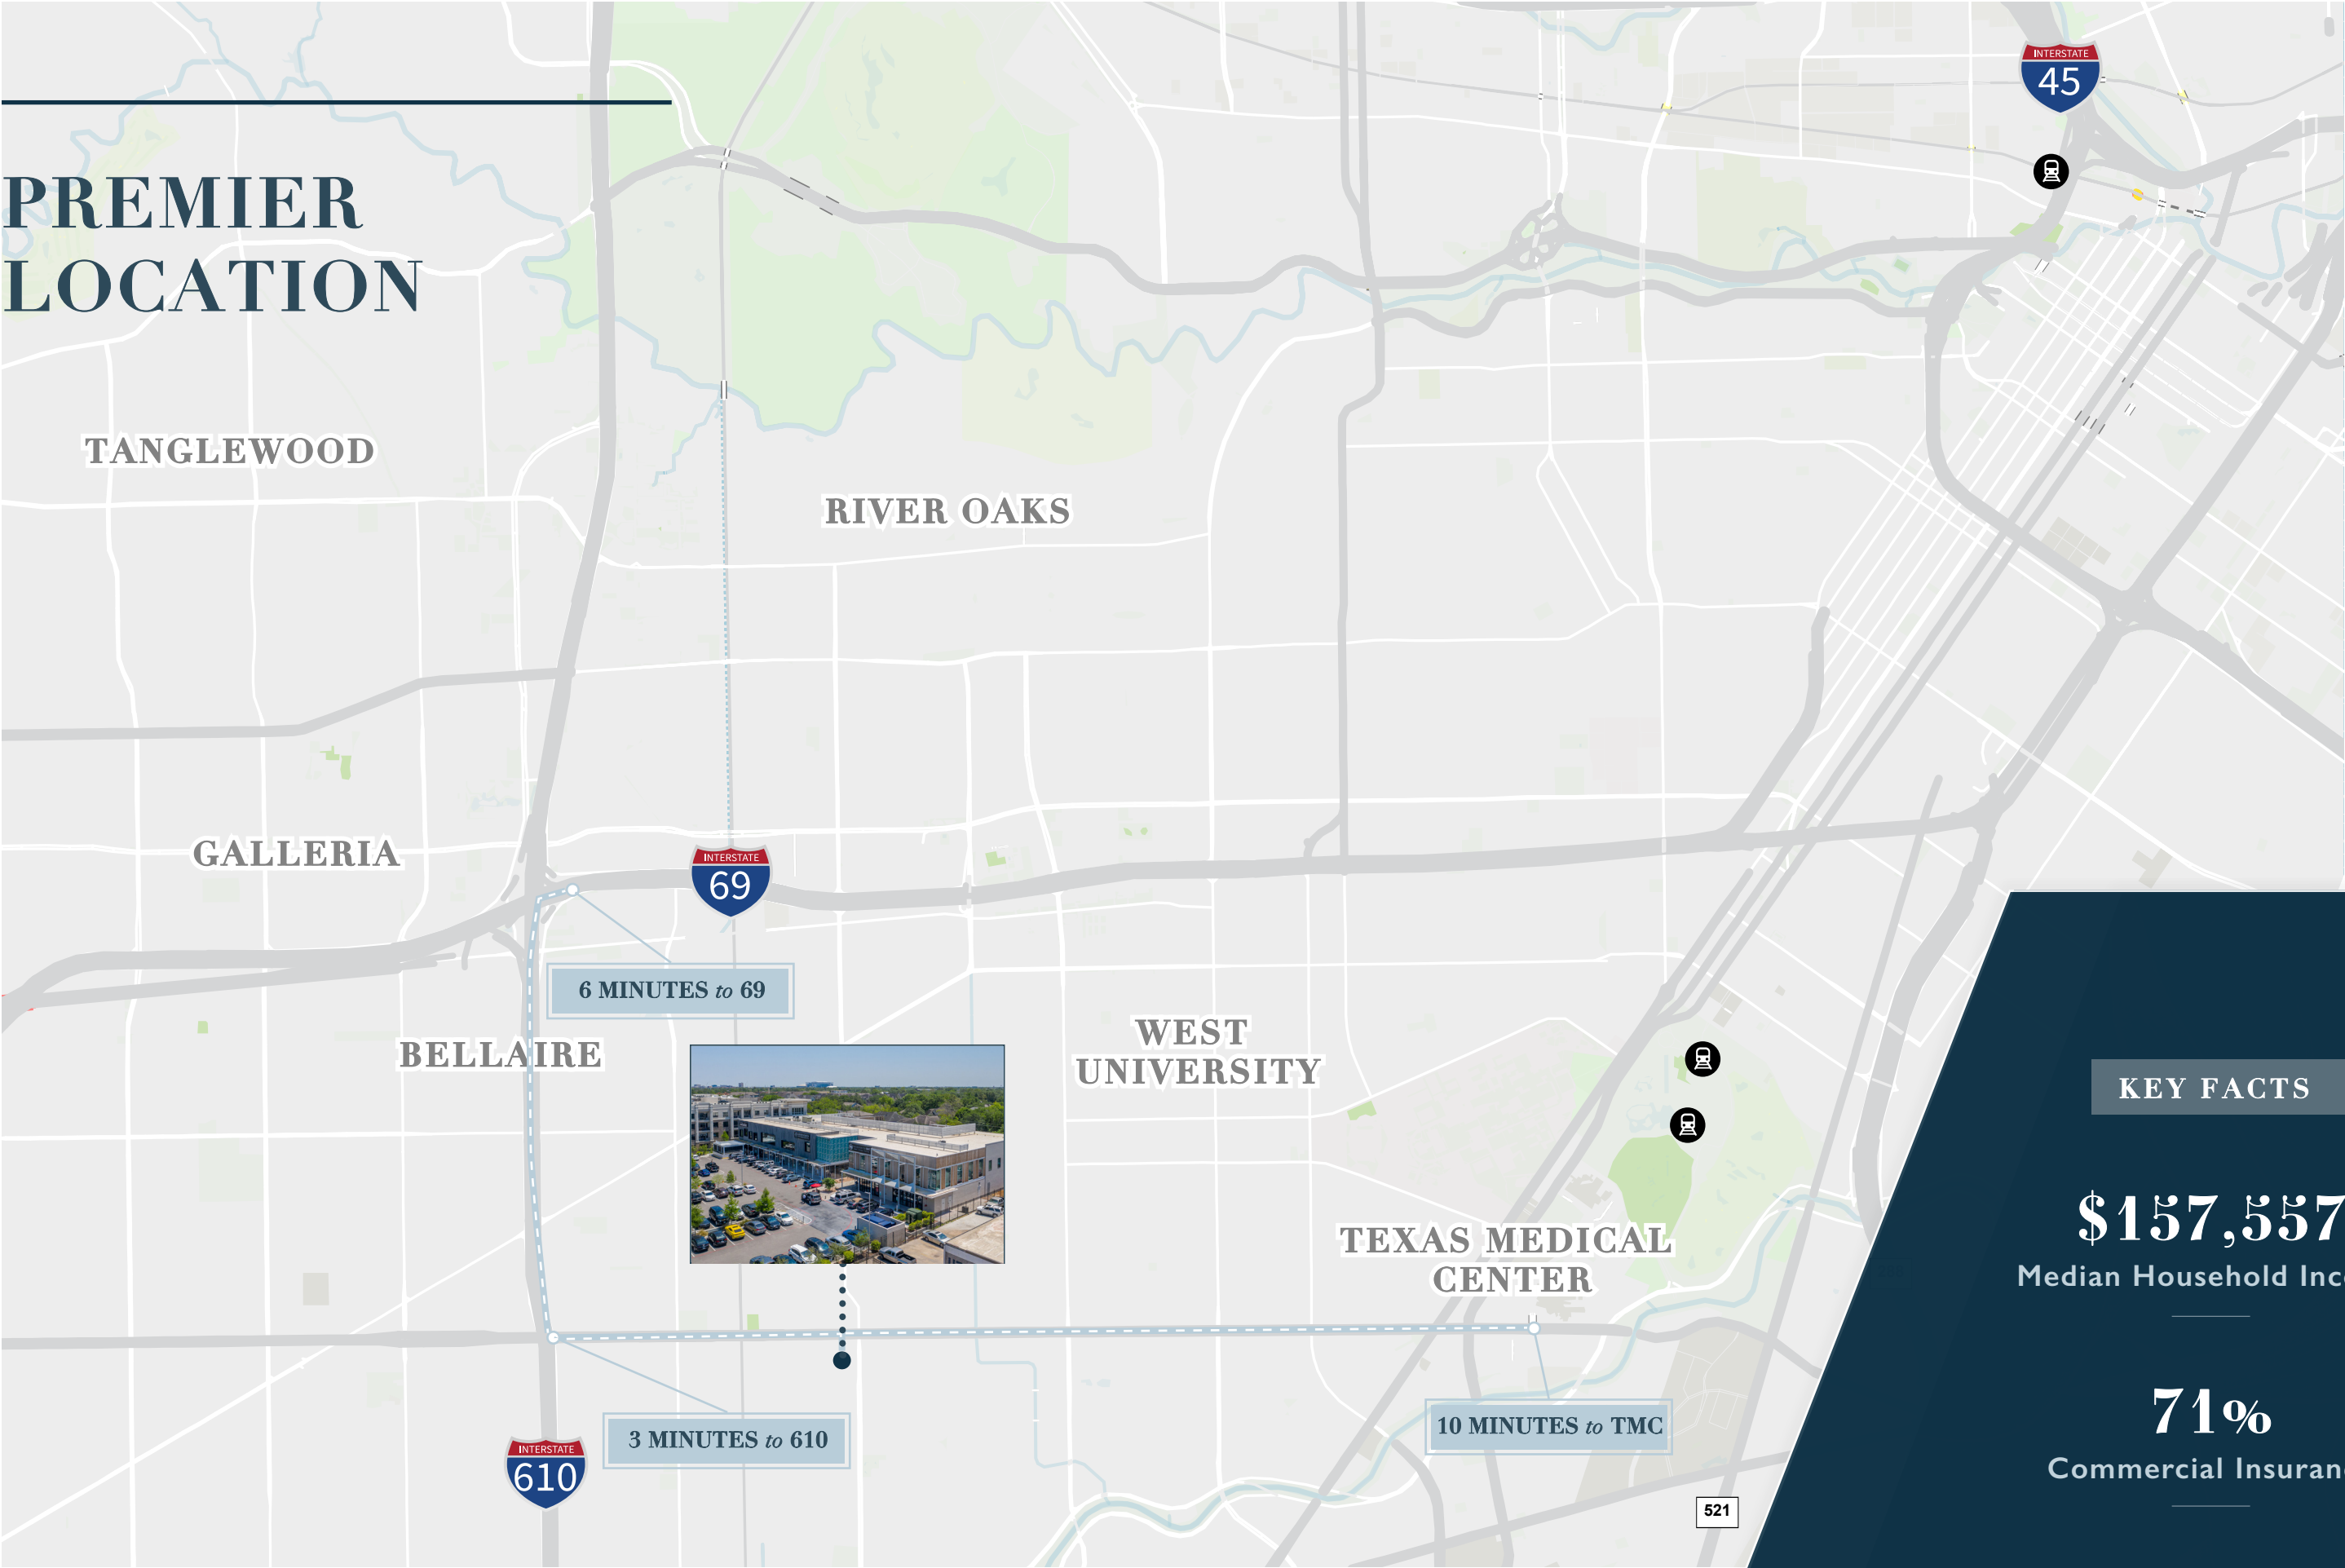 INTERSTATE
45
PREMIER
LOCATION
TANGLEWOOD
RIVER OAKS
GALLERIA
INTERSTATE
69
6 MINUTES to 69
BELLAIRE
WEST
UNIVERSITY
KEY FACTS
$157,557
Median Household
TEXAS MEDICAL
CENTER
71%
Commercial
3 MINUTES to 610
10 MINUTES to TMC
INTERSTATE
610
521